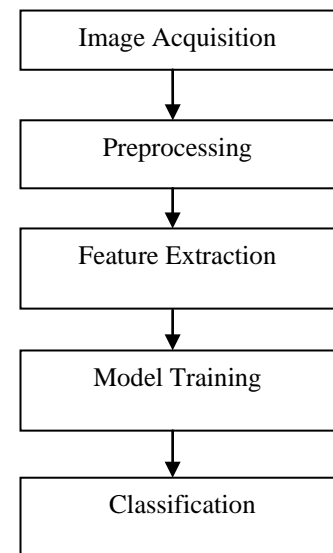 Image Acquisition
Preprocessing
Feature Extraction
Model Training
Classification